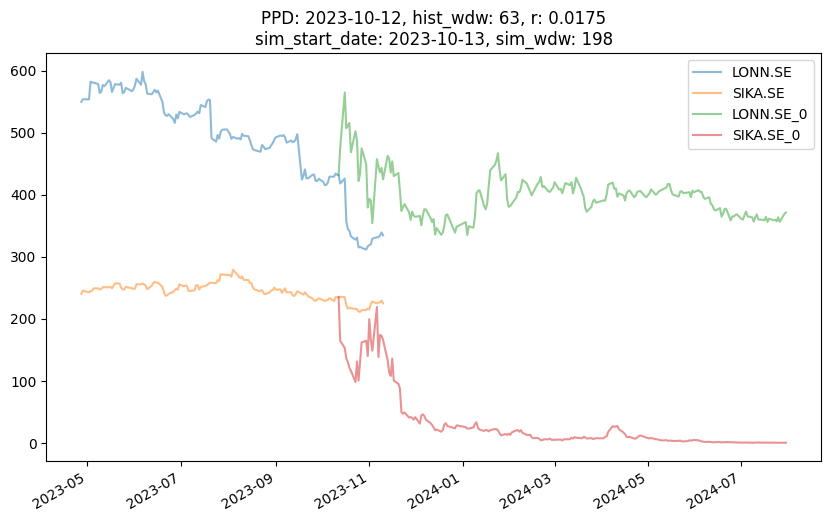 PPD: 2023-10-12, hist_wdw: 63, r: 0.0175
sim_start_date: 2023-10-13, sim_wdw: 198
LONN.SE
SIKA.SE
LONN.SE_0
SIKA.SE_0
600
500
400
300
200
100
0
2023-05
2023-07
2023-09
2023-11
2024-01
2024-03
2024-05
2024-07